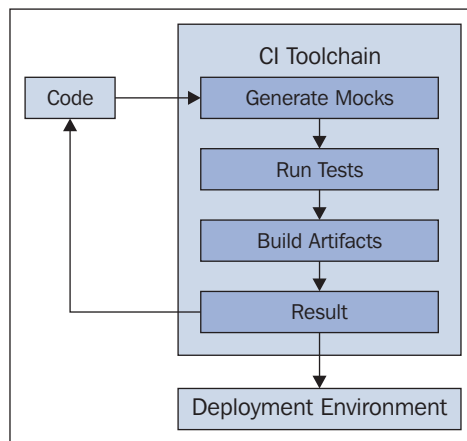 CI Toolchain
Code
Generate Mocks
Run Tests
Build Artifacts
Result
Deployment Environment